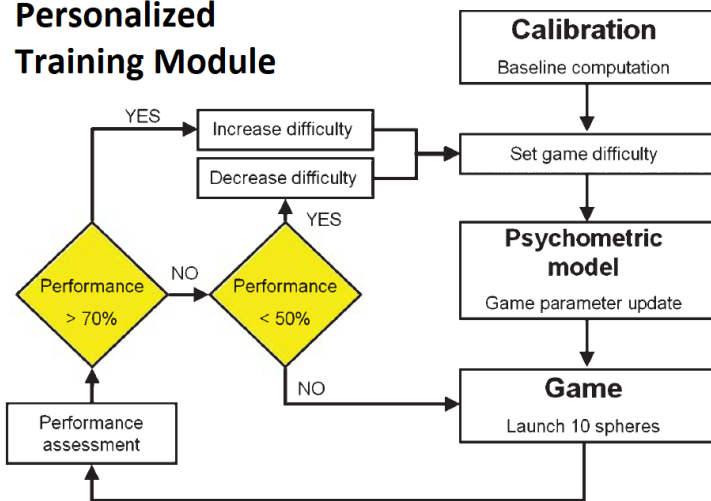 Personalized
Training Module
Calibration
Baseline computation
YES
Increase difficulty
Set game difficulty
Decrease difficulty
YES
Psychometric
model
Game parameter update
NO
Performance
> 70%
Performance
< 50%
NO
Game
Launch 10 spheres
Performance
assessment